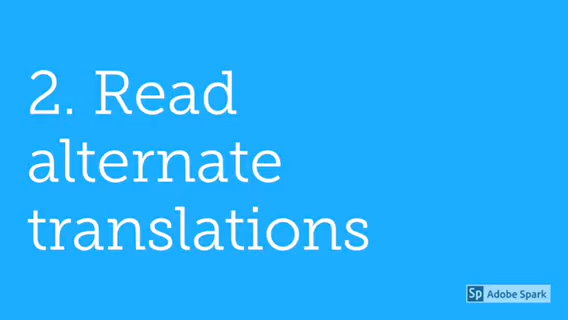 2. Read
alternate
translations
Sp Adobe Spark